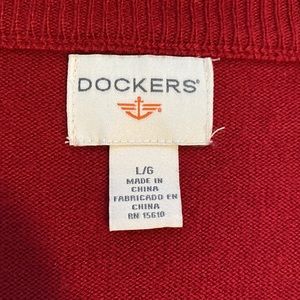 DOCKERS®
L/G
MADE IN
CHINA
FABRICADO EN
CHINA
RN 15610